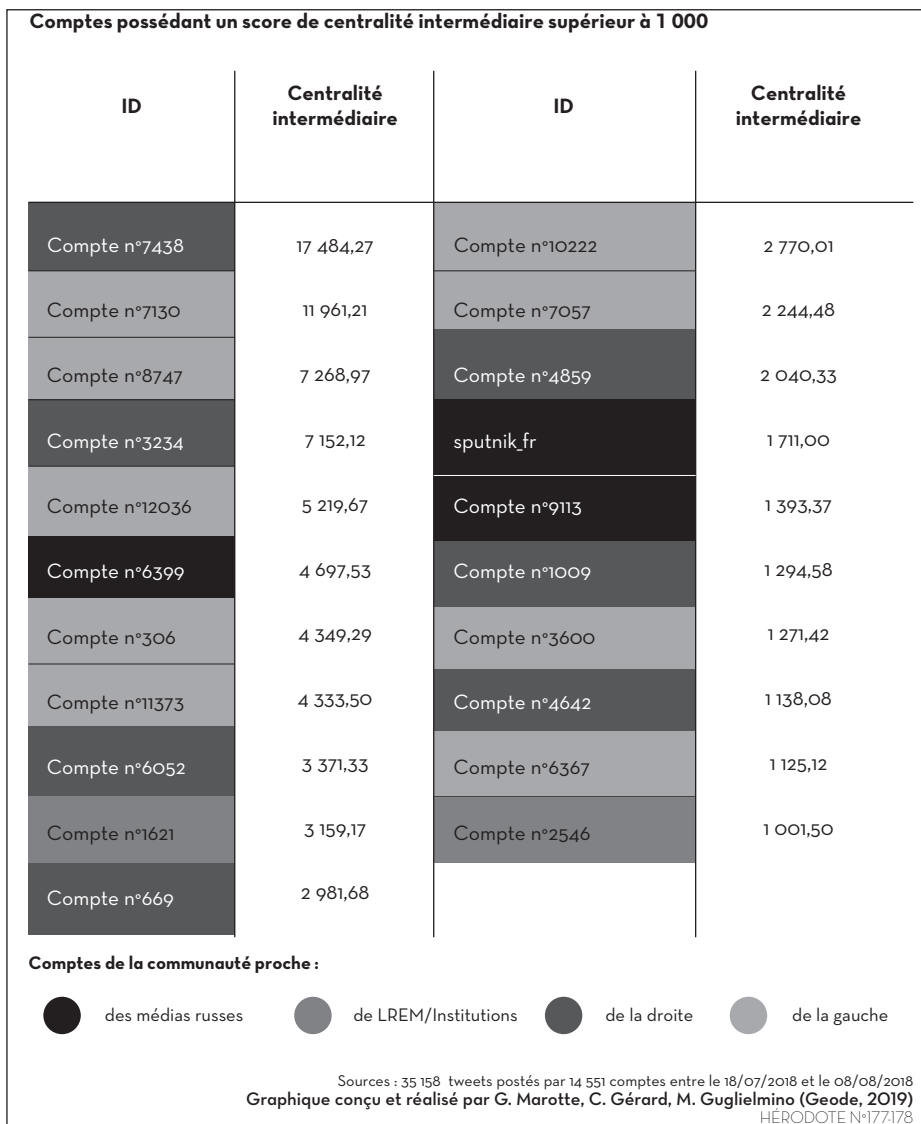 Comptes possédant un score de centralité intermédiaire supérieur à 1 000
ID
Centralité
intermédiaire
ID
Centralité
intermédiaire
Compte n°7438 17 484,27 Compte n°10222 2 770,01
Compte n°7130 11 961,21 Compte n°7057 2 244,48
Compte n°8747 7 268,97 Compte n°4859 2 040,33
Compte n°3234 7 152,12 sputnik_fr 1 711,00
Compte n°12036 5 219,67 Compte n°9113 1 393,37
Compte n°6399 4 697,53 Compte n°1009 1 294,58
Compte n°306 4 349,29 Compte n°3600 1 271,42
Compte n°11373 4 333,50 Compte n°4642 1 138,08
Compte n°6052 3 371,33 Compte n°6367 1 125,12
Compte n°1621 3 159,17 Compte n°2546 1 001,50
Compte n°669 2 981,68
Comptes de la communauté proche :
des médias russes de LREM/Institutions de la droite de la gauche
Sources : 35 158 tweets postés par 14 551 comptes entre le 18/07/2018 et le 08/08/2018
Graphique conçu et réalisé par G. Marotte, C. Gérard, M. Guglielmino (Geode, 2019)
HÉRODOTE N°177-178